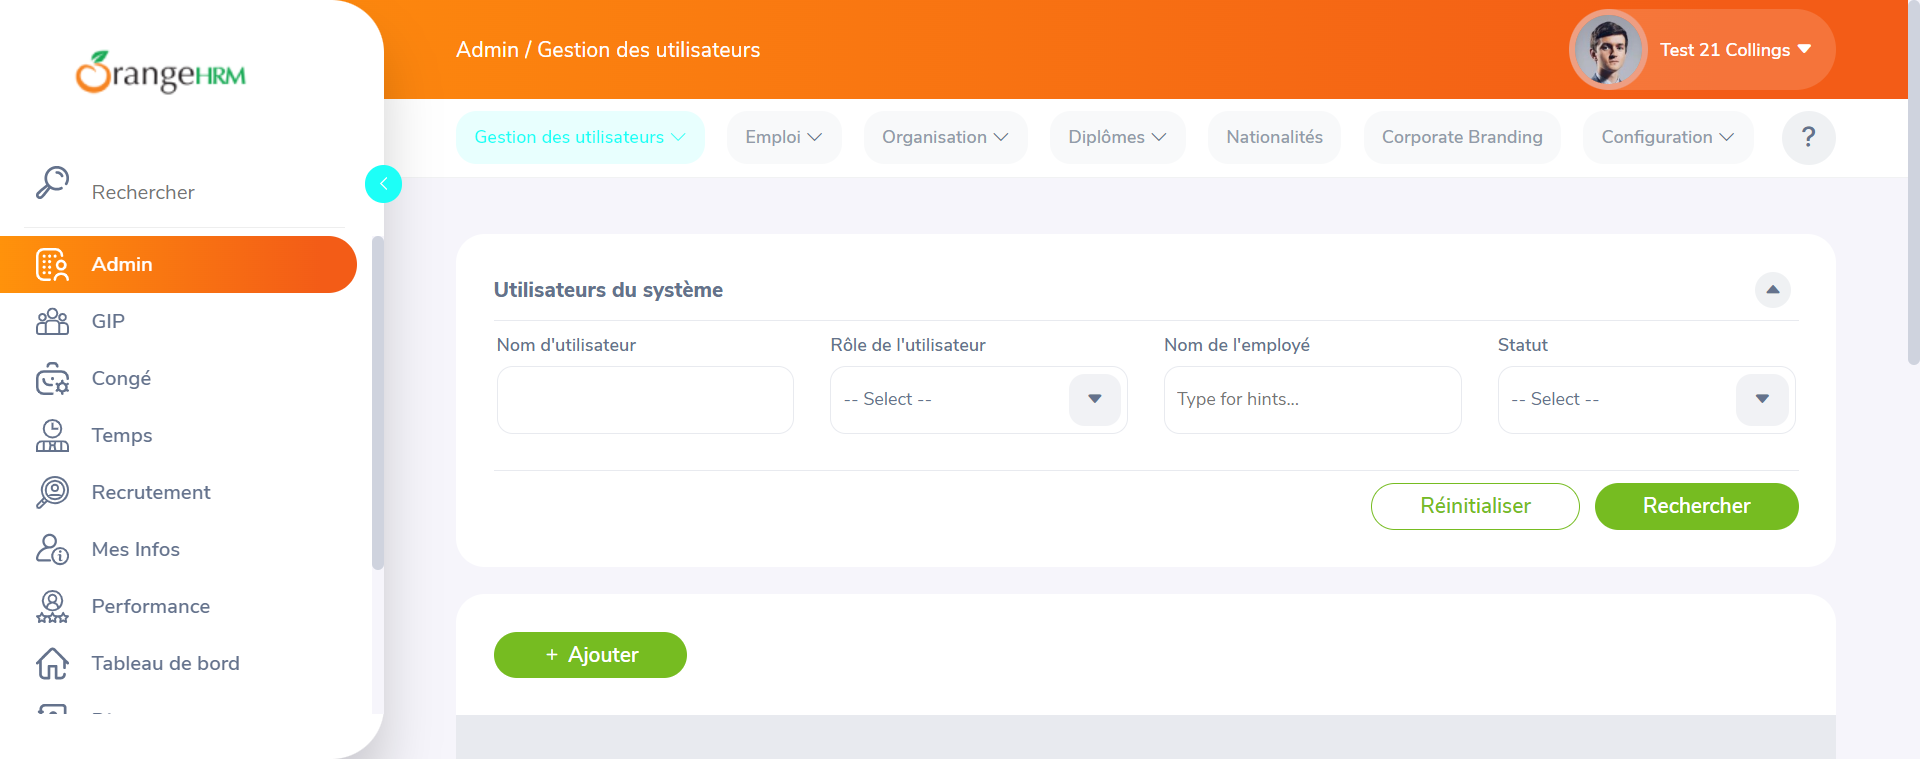 OrangeHRM
Admin / Gestion des utilisateurs
Test 21 Collings
Gestion des utilisateurs
Emploi
Organisation
Diplômes
Nationalités
Corporate Branding
Configuration
?
Rechercher
Admin
GIP
Congé
Temps
Recrutement
Mes Infos
Performance
Tableau de bord
Utilisateurs du système
Nom d'utilisateur
Rôle de l'utilisateur
Nom de l'employé
Statut
-- Select --
Type for hints...
-- Select --
Réinitialiser
Rechercher
+ Ajouter